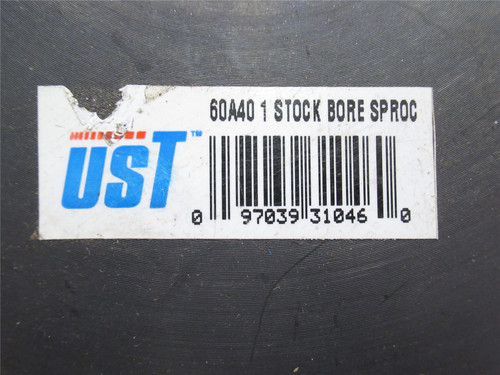 60A40 1 STOCK BORE SPROC
UST™
0 97039 31046 0